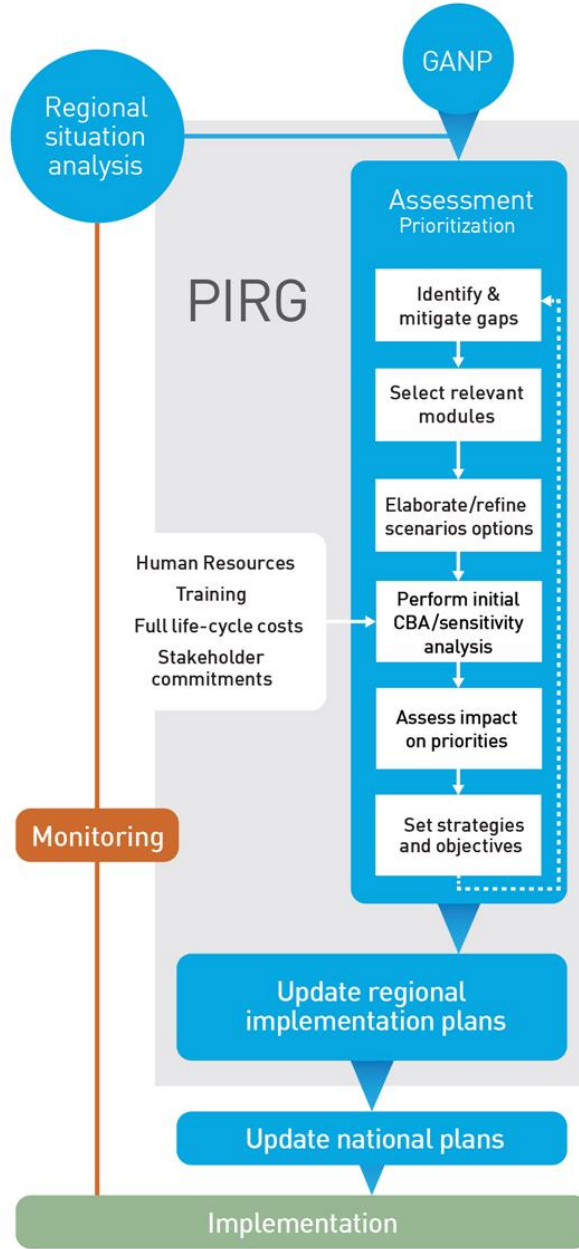 GANP
Regional
situation
analysis
Assessment
Prioritization
PIRG
Identify &
mitigate gaps
Select relevant
modules
Elaborate/refine
scenarios options
Human Resources
Training
Full life-cycle costs
Stakeholder
commitments
Perform initial
CBA/sensitivity
analysis
Assess impact
on priorities
Set strategies
and objectives
Monitoring
Update regional
implementation plans
Update national plans
Implementation